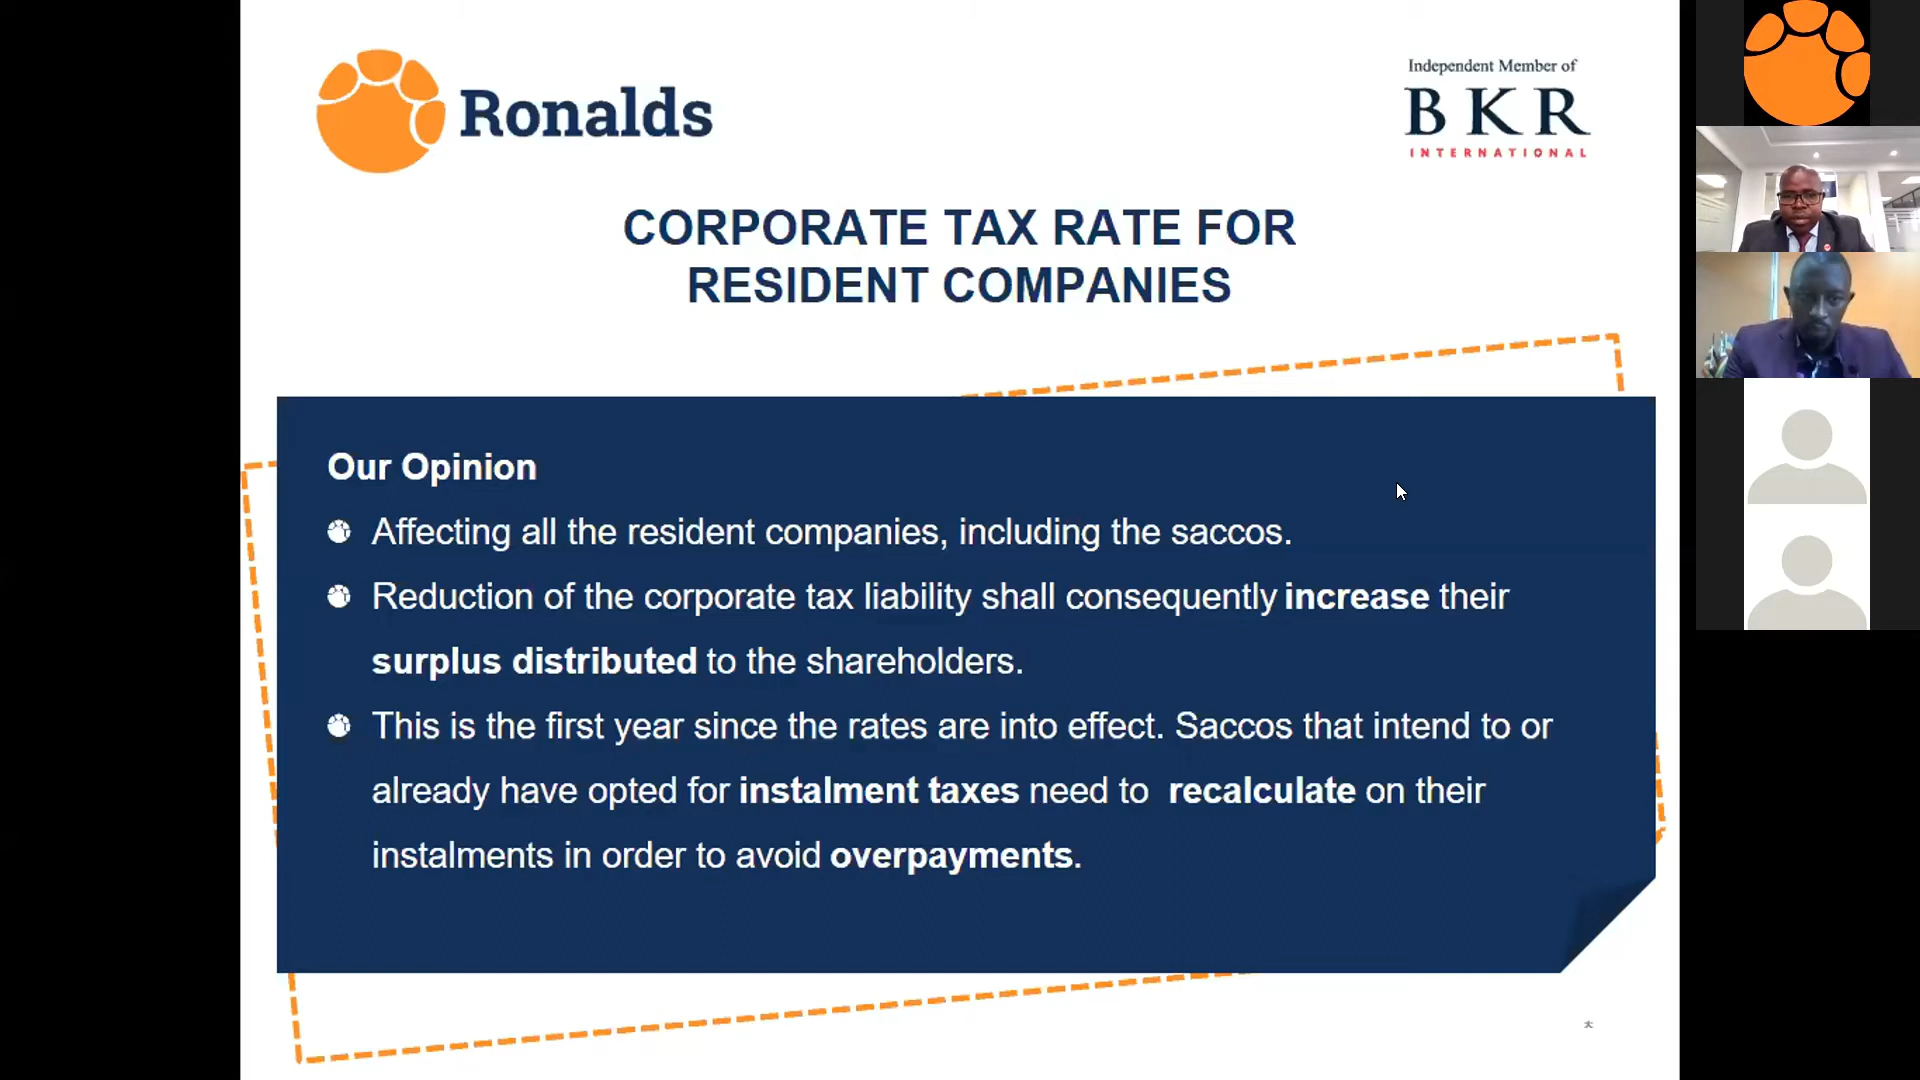 Ronalds
Independent Member of
BKR
INTERNATIONAL
CORPORATE TAX RATE FOR
RESIDENT COMPANIES
Our Opinion
Affecting all the resident companies, including the saccos.
Reduction of the corporate tax liability shall consequently increase their
surplus distributed to the shareholders.
This is the first year since the rates are into effect. Saccos that intend to or
already have opted for instalment taxes need to recalculate on their
instalments in order to avoid overpayments.